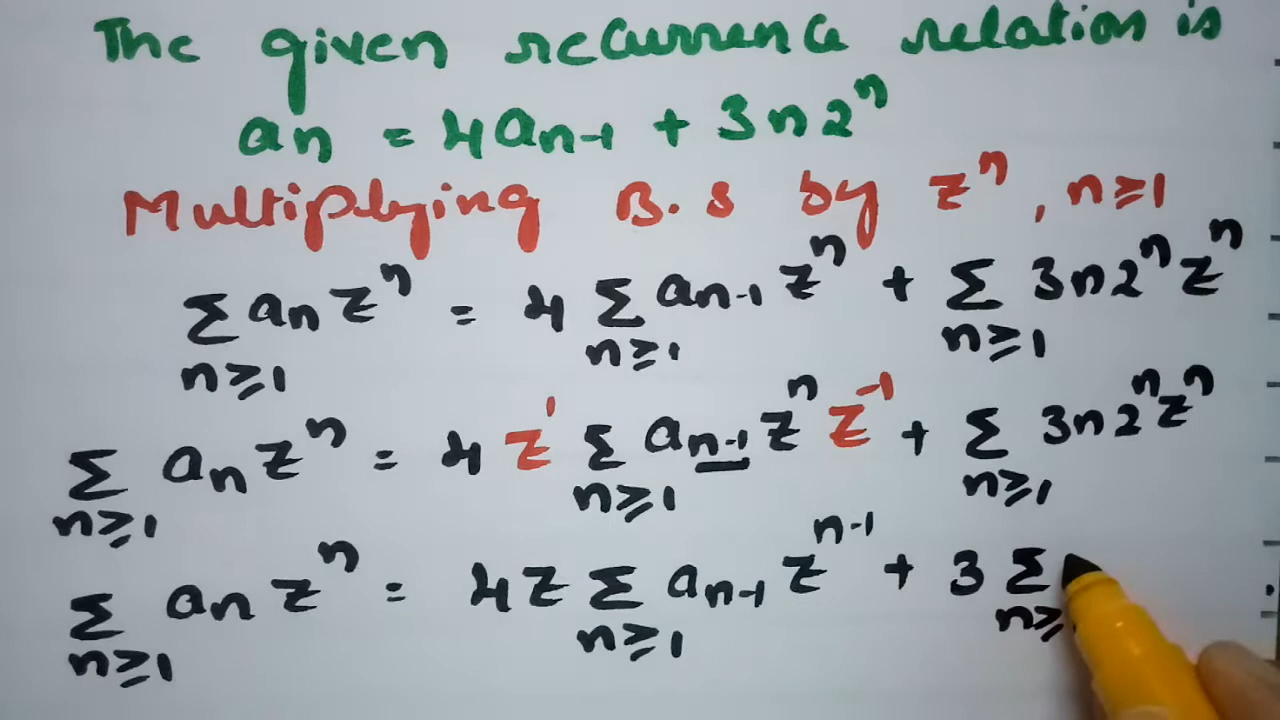 The given recurrence relation is
an = 4an-1 + 3n2ⁿ
Multiplying B.S by zⁿ, n≥1
∑ n≥1 an zⁿ = 4 ∑ n≥1 an-1 zⁿ + ∑ n≥1 3n2ⁿzⁿ
∑ n≥1 an zⁿ = 4 z¹ ∑ n≥1 an-1 zⁿ z⁻¹ + ∑ n≥1 3n2ⁿzⁿ
∑ n≥1 an zⁿ = 4z ∑ n≥1 an-1 zⁿ⁻¹ + 3 ∑ n≥